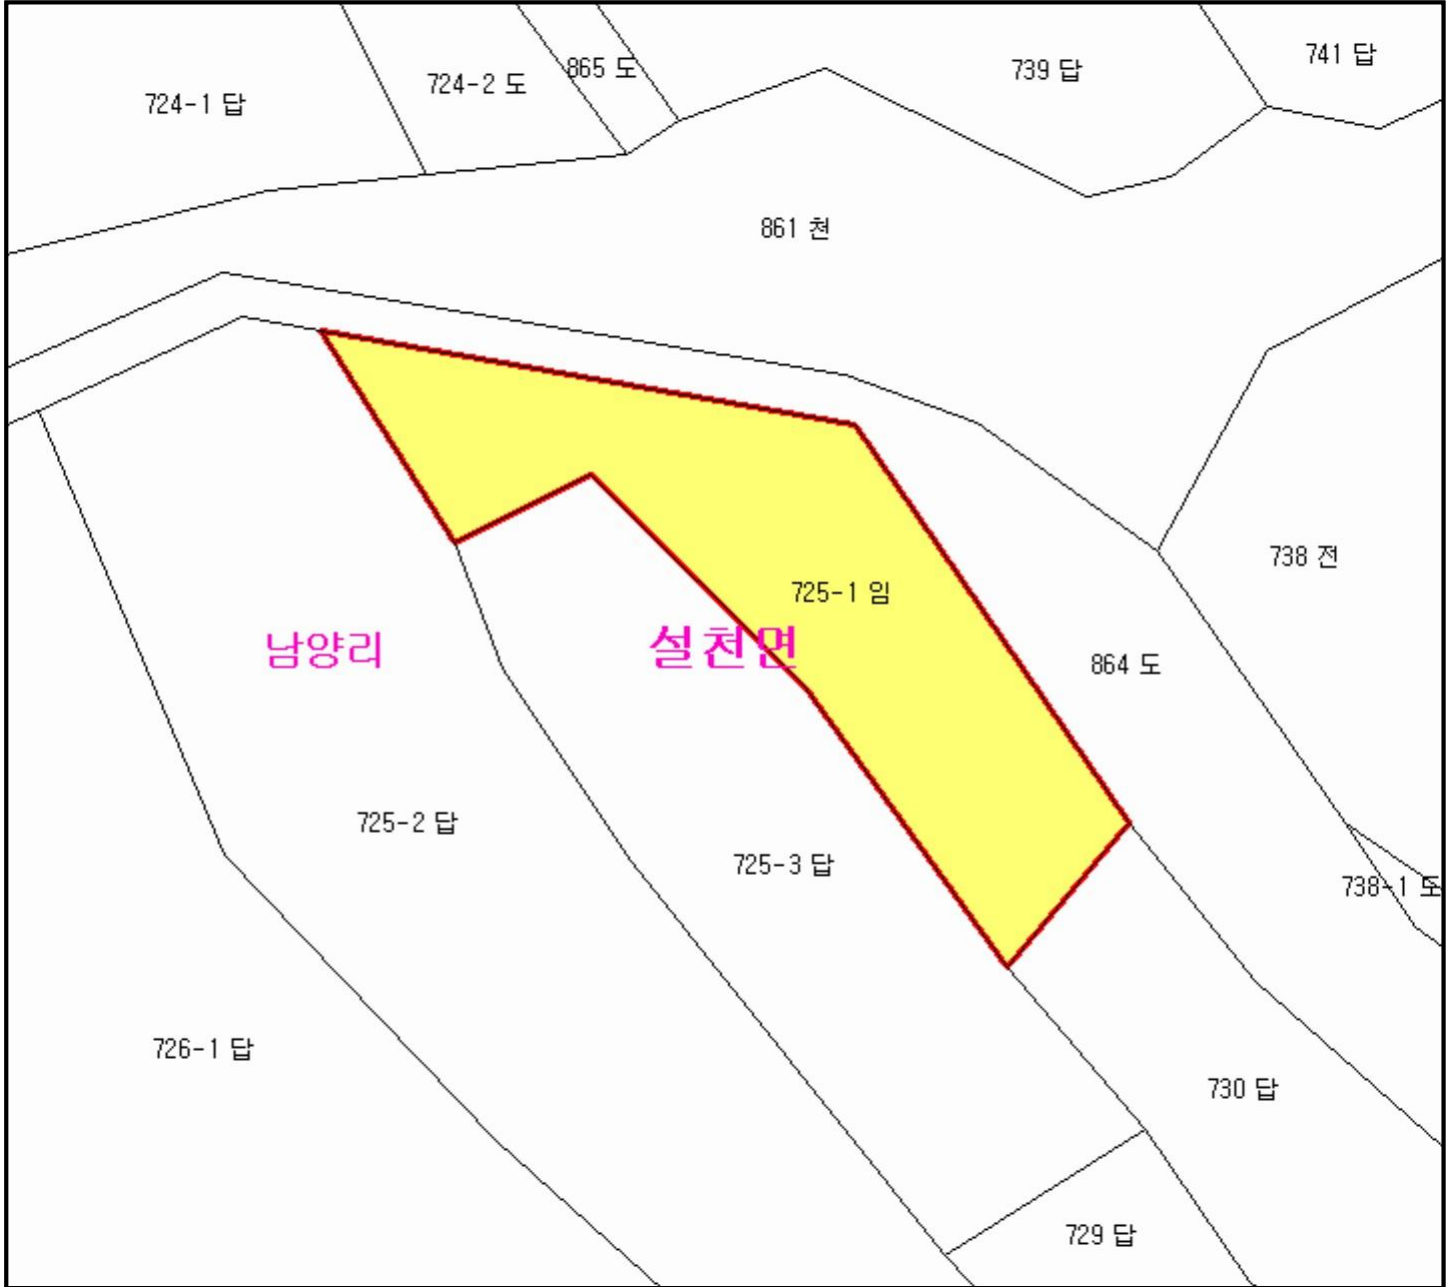 741 답
865 도
739 답
724-2 도
724-1 답
861 천
738 전
725-1 임
남양리
설천면
864 도
725-2 답
725-3 답
738-1 도
726-1 답
730 답
729 답